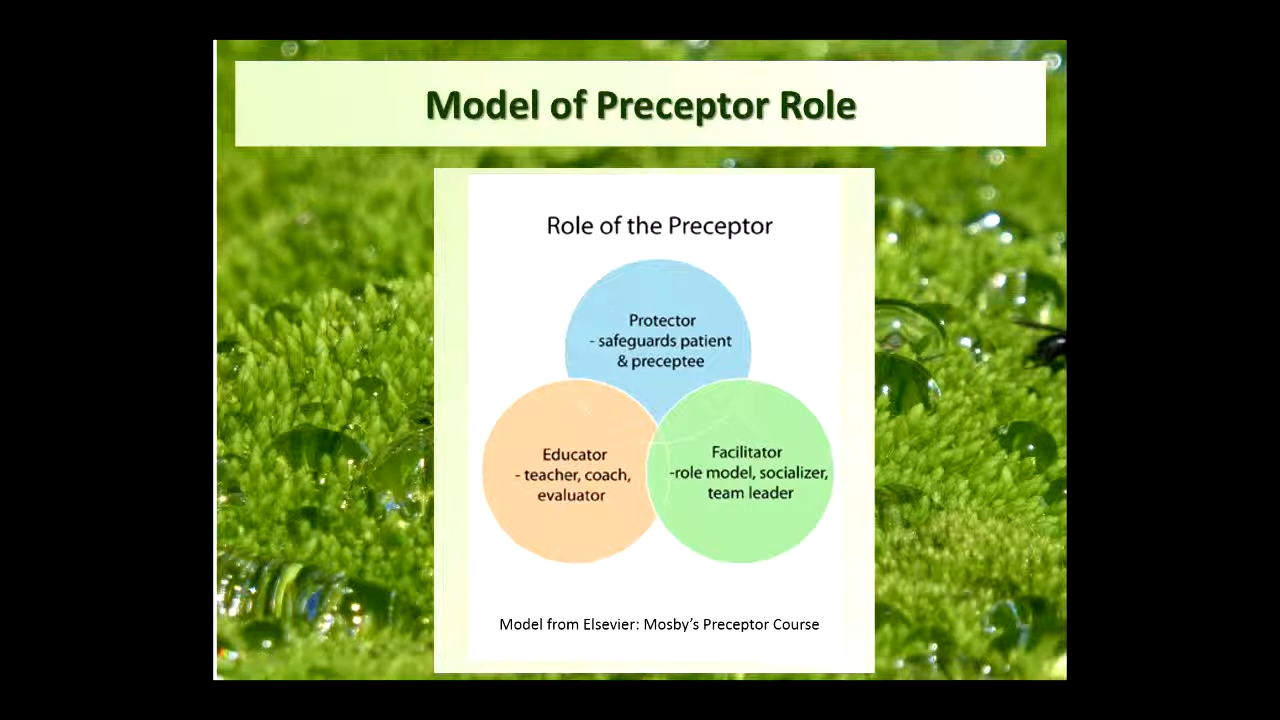 Model of Preceptor Role
Role of the Preceptor
Protector
- safeguards patient
& preceptee
Educator
- teacher, coach,
evaluator
Facilitator
-role model, socializer,
team leader
Model from Elsevier: Mosby's Preceptor Course